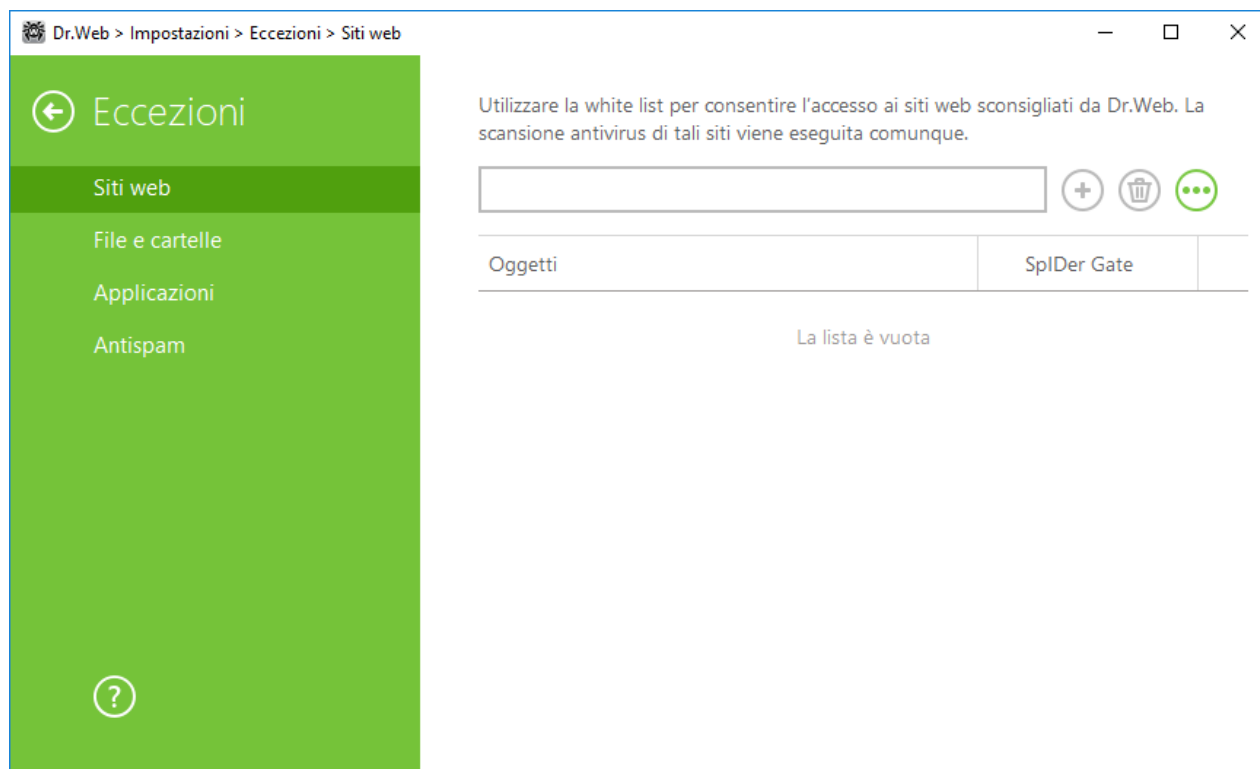 Dr.Web > Impostazioni > Eccezioni > Siti web
Eccezioni
Siti web
File e cartelle
Applicazioni
Antispam
?
Utilizzare la white list per consentire l'accesso ai siti web sconsigliati da Dr.Web. La
scansione antivirus di tali siti viene eseguita comunque.
Oggetti
SpIDer Gate
La lista è vuota